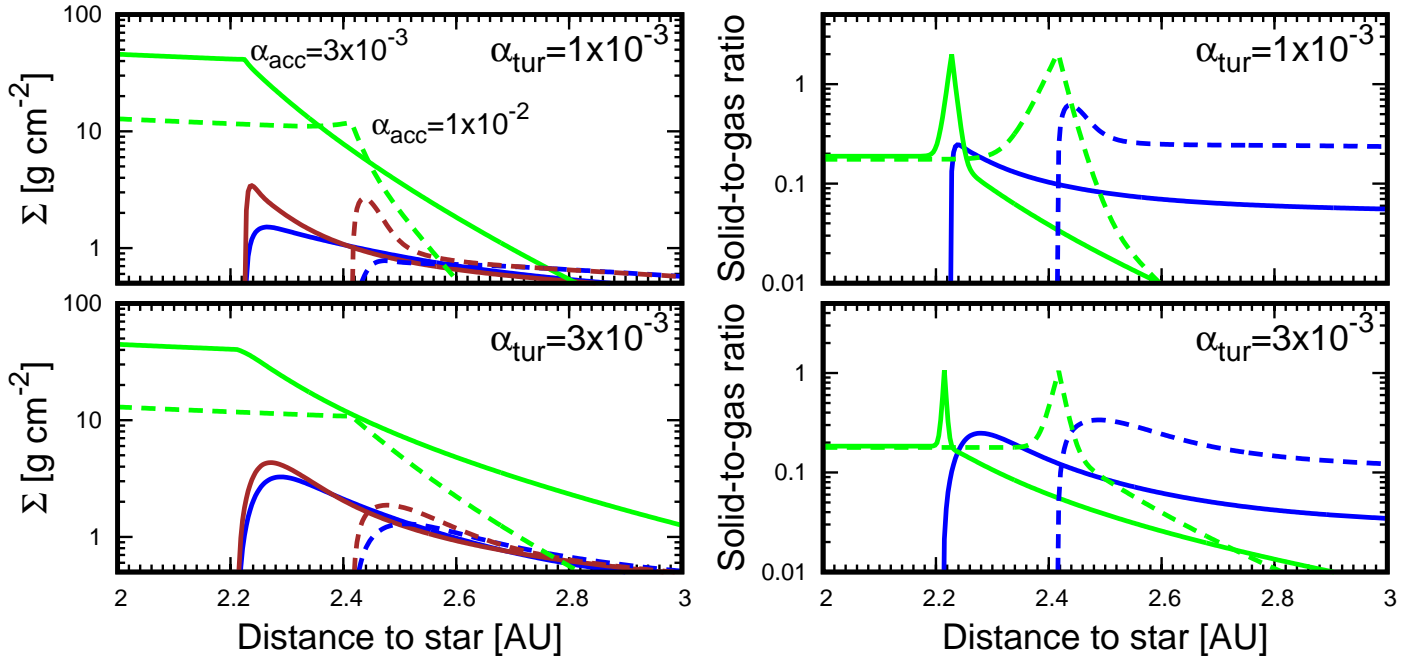 100
10
1
Σ [g cm⁻²]
α_acc=3x10⁻³
α_acc=1x10⁻²
α_tur=1x10⁻³
1
0.1
0.01
Solid-to-gas ratio
α_tur=1x10⁻³
100
10
1
Σ [g cm⁻²]
α_tur=3x10⁻³
2 2.2 2.4 2.6 2.8 3
Distance to star [AU]
1
0.1
0.01
Solid-to-gas ratio
α_tur=3x10⁻³
2 2.2 2.4 2.6 2.8 3
Distance to star [AU]